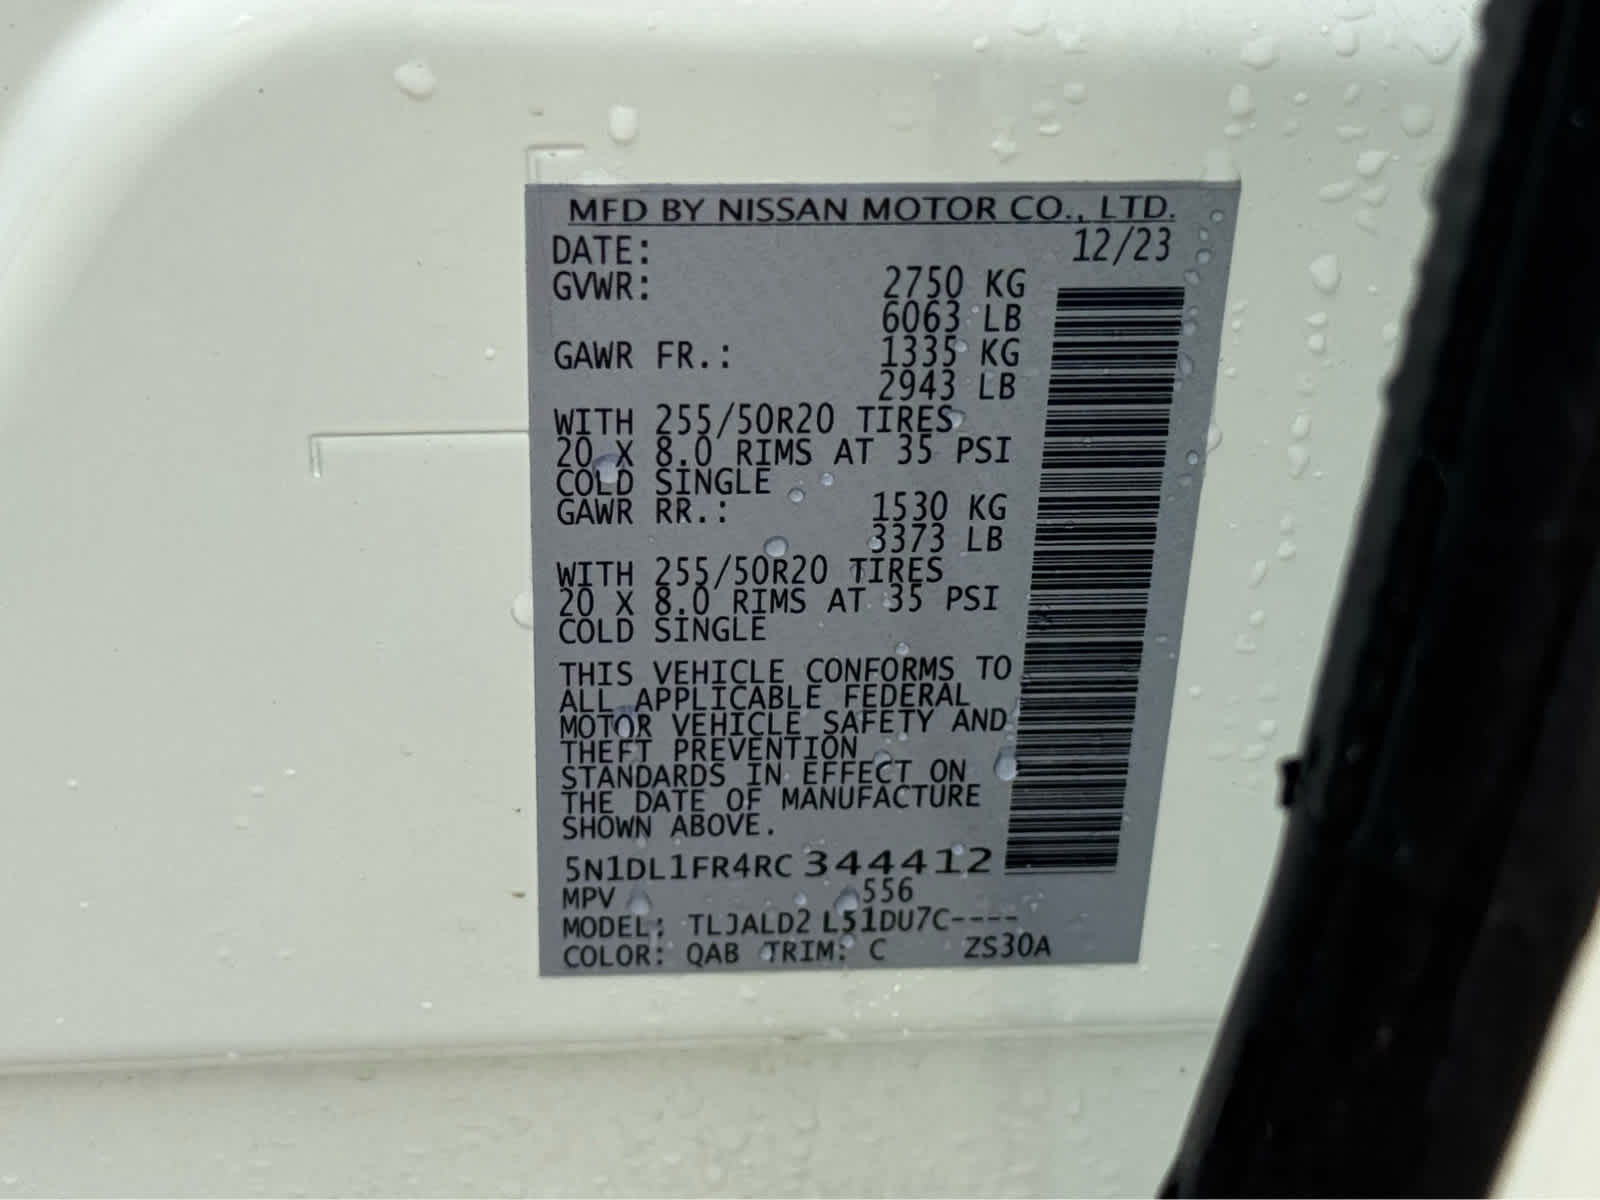 MFD BY NISSAN MOTOR CO., LTD.
DATE: 12/23
GVWR: 2750 KG
6063 LB
GAWR FR.: 1335 KG
2943 LB
WITH 255/50R20 TIRES
20 X 8.0 RIMS AT 35 PSI
COLD SINGLE
GAWR RR.: 1530 KG
3373 LB
WITH 255/50R20 TIRES
20 X 8.0 RIMS AT 35 PSI
COLD SINGLE
THIS VEHICLE CONFORMS TO
ALL APPLICABLE FEDERAL
MOTOR VEHICLE SAFETY AND
THEFT PREVENTION
STANDARDS IN EFFECT ON
THE DATE OF MANUFACTURE
SHOWN ABOVE.
5N1DL1FR4RC344412
MPV 556
MODEL: TLJALD2 L51DU7C----
COLOR: QAB TRIM: C ZS30A